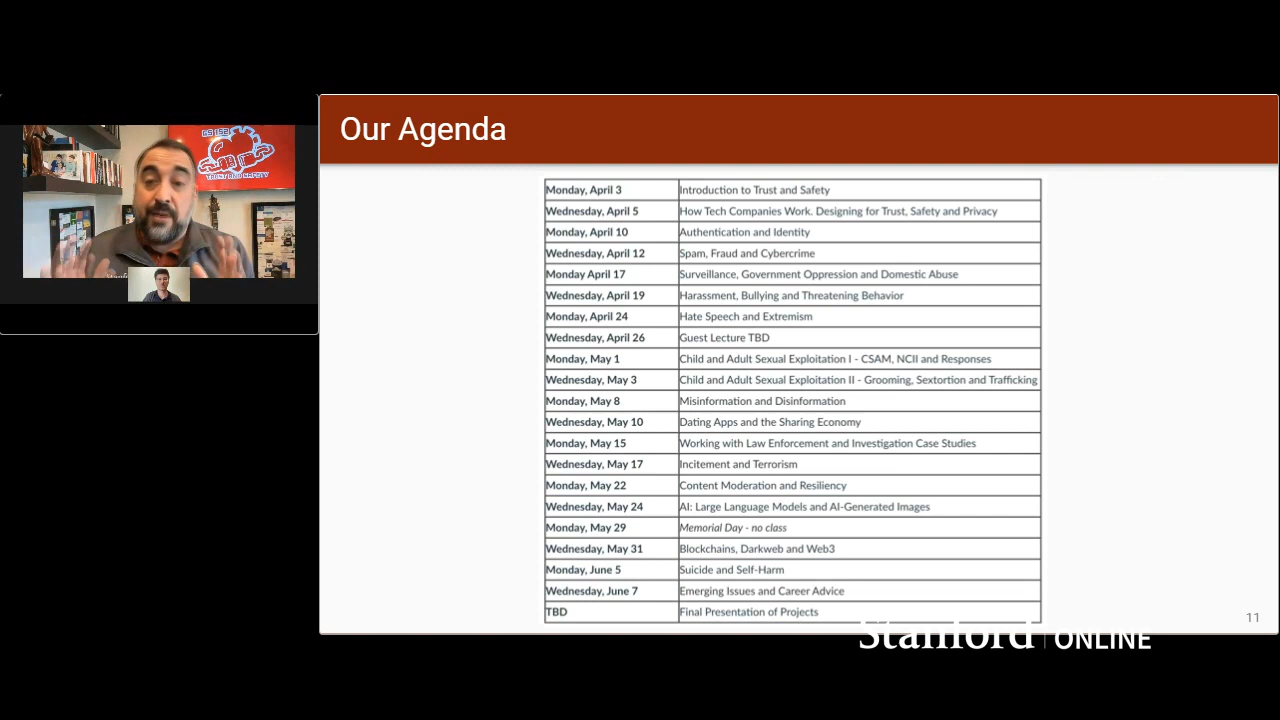 CS 152
TRUST AND SAFETY
Our Agenda
Monday, April 3 Introduction to Trust and Safety
Wednesday, April 5 How Tech Companies Work. Designing for Trust, Safety and Privacy
Monday, April 10 Authentication and Identity
Wednesday, April 12 Spam, Fraud and Cybercrime
Monday April 17 Surveillance, Government Oppression and Domestic Abuse
Wednesday, April 19 Harassment, Bullying and Threatening Behavior
Monday, April 24 Hate Speech and Extremism
Wednesday, April 26 Guest Lecture TBD
Monday, May 1 Child and Adult Sexual Exploitation I - CSAM, NCII and Responses
Wednesday, May 3 Child and Adult Sexual Exploitation II - Grooming, Sextortion and Trafficking
Monday, May 8 Misinformation and Disinformation
Wednesday, May 10 Dating Apps and the Sharing Economy
Monday, May 15 Working with Law Enforcement and Investigation Case Studies
Wednesday, May 17 Incitement and Terrorism
Monday, May 22 Content Moderation and Resiliency
Wednesday, May 24 AI: Large Language Models and AI-Generated Images
Monday, May 29 Memorial Day - no class
Wednesday, May 31 Blockchains, Darkweb and Web3
Monday, June 5 Suicide and Self-Harm
Wednesday, June 7 Emerging Issues and Career Advice
TBD Final Presentation of Projects
11
Stanford ONLINE